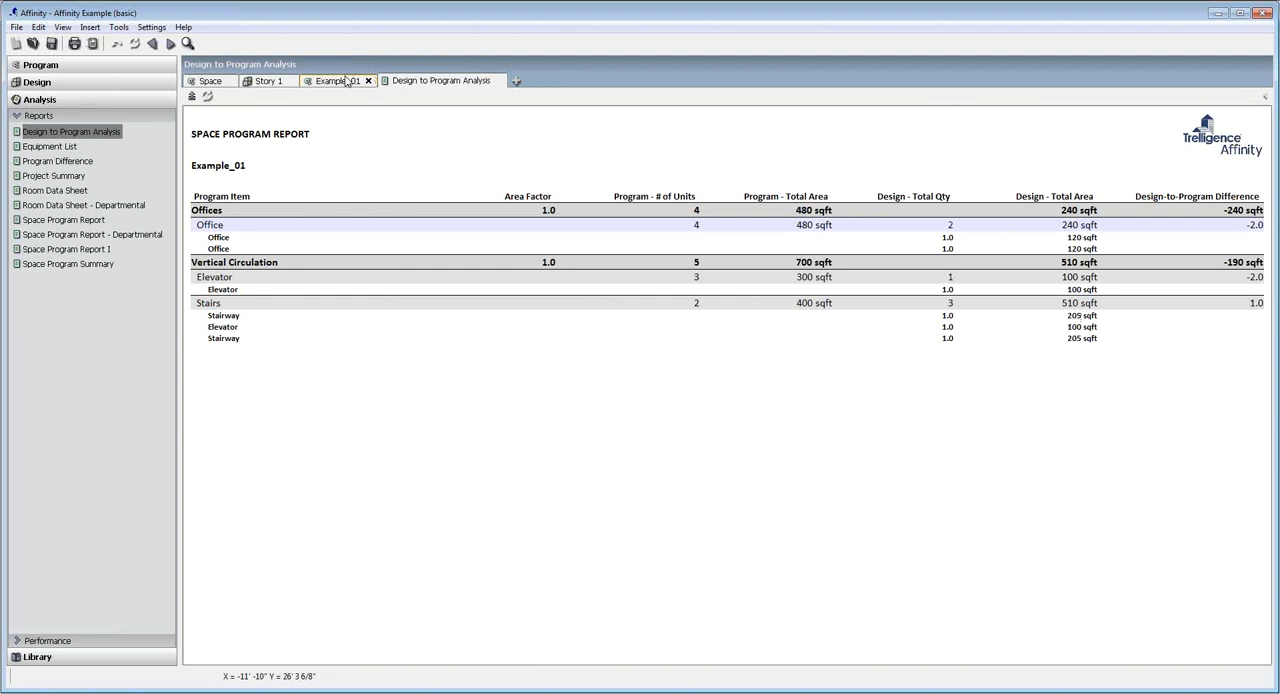 Affinity - Affinity Example (basic)
File Edit View Insert Tools Settings Help
Program
Design
Analysis
Reports
Design to Program Analysis
Equipment List
Program Difference
Project Summary
Room Data Sheet
Room Data Sheet - Departmental
Space Program Report
Space Program Report - Departmental
Space Program Report I
Space Program Summary
Performance
Library
Design to Program Analysis
Space Story 1 Example_01 Design to Program Analysis
SPACE PROGRAM REPORT
Trelligence
Affinity
Example_01
Program Item Area Factor Program - # of Units Program - Total Area Design - Total Qty Design - Total Area Design-to-Program Difference
Offices 1.0 4 480 sqft 240 sqft -240 sqft
Office 4 480 sqft 2 240 sqft -2.0
Office 1.0 120 sqft
Office 1.0 120 sqft
Vertical Circulation 1.0 5 700 sqft 510 sqft -190 sqft
Elevator 3 300 sqft 1 100 sqft -2.0
Elevator 1.0 100 sqft
Stairs 2 400 sqft 3 510 sqft 1.0
Stairway 1.0 205 sqft
Elevator 1.0 100 sqft
Stairway 1.0 205 sqft
X = -11' -10" Y = 26' 3 6/8"